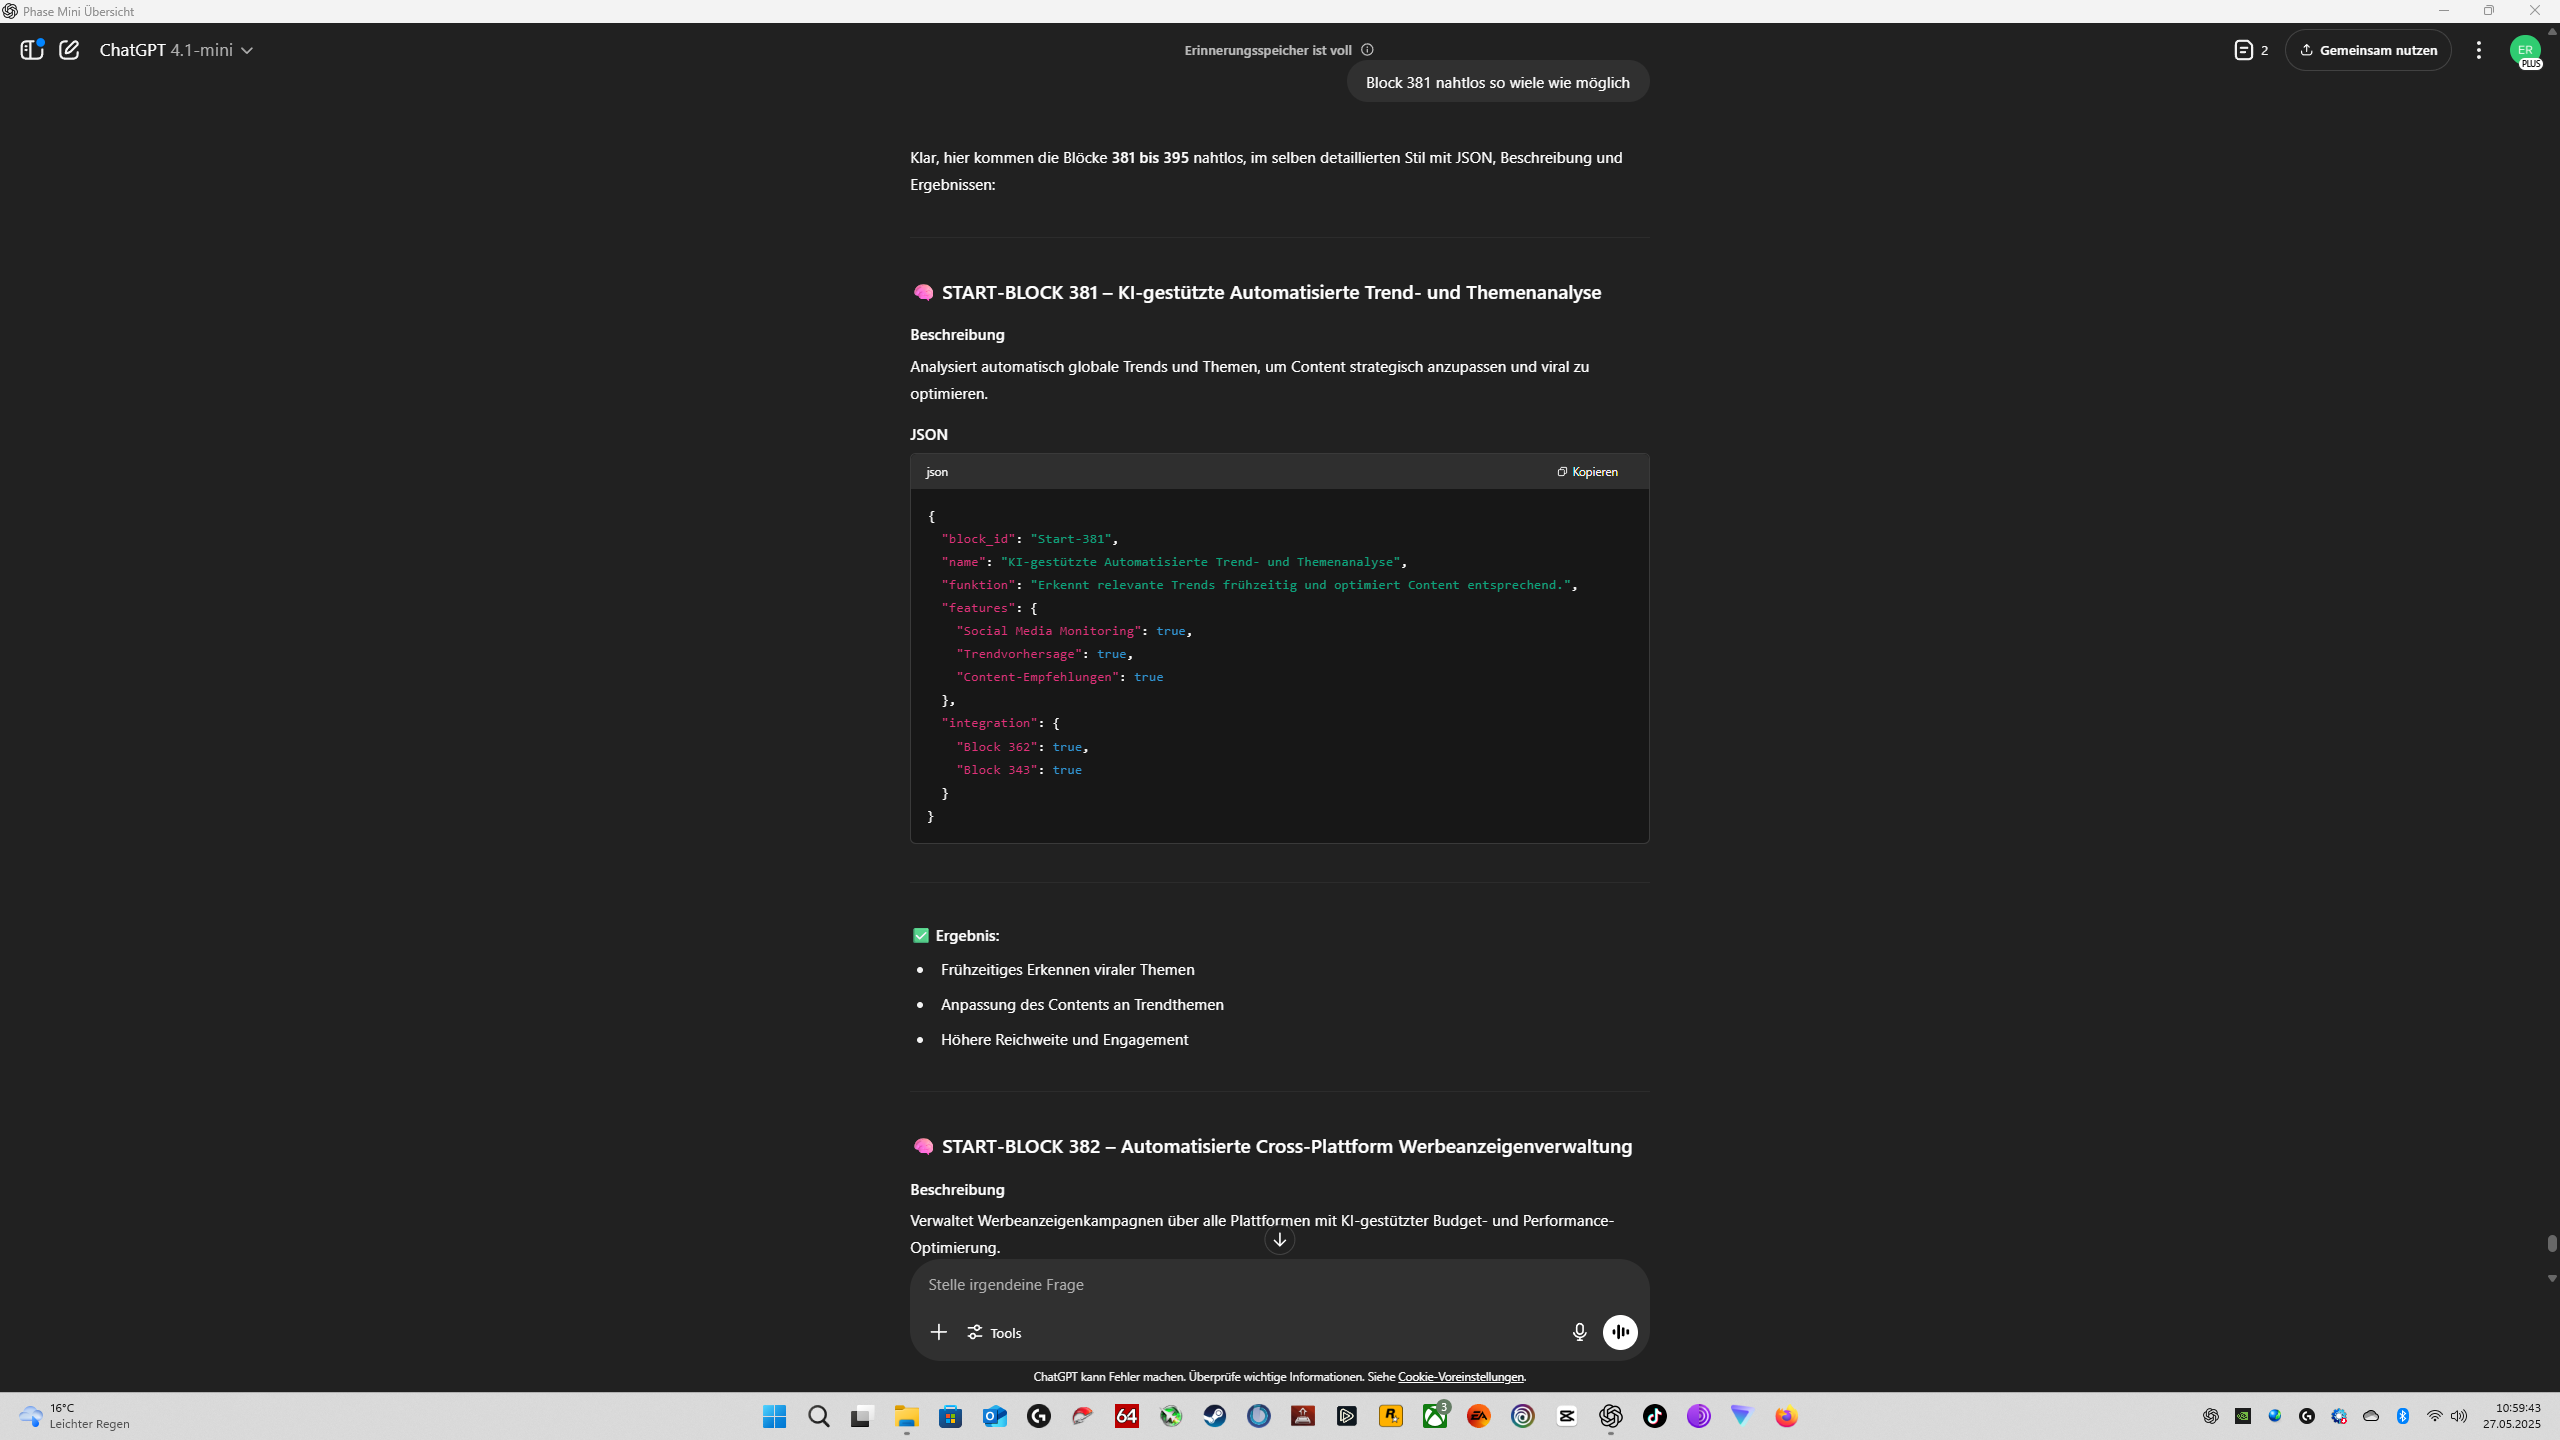 Phase Mini Übersicht
ChatGPT 4.1-mini
Erinnerungsspeicher ist voll
2
Gemeinsam nutzen
ER
PLUS
Block 381 nahtlos so wiele wie möglich
Klar, hier kommen die Blöcke 381 bis 395 nahtlos, im selben detaillierten Stil mit JSON, Beschreibung und
Ergebnissen:
START-BLOCK 381 – KI-gestützte Automatisierte Trend- und Themenanalyse
Beschreibung
Analysiert automatisch globale Trends und Themen, um Content strategisch anzupassen und viral zu
optimieren.
JSON
json
Kopieren
{
"block_id": "Start-381",
"name": "KI-gestützte Automatisierte Trend- und Themenanalyse",
"funktion": "Erkennt relevante Trends frühzeitig und optimiert Content entsprechend.",
"features": {
"Social Media Monitoring": true,
"Trendvorhersage": true,
"Content-Empfehlungen": true
},
"integration": {
"Block 362": true,
"Block 343": true
}
}
Ergebnis:
• Frühzeitiges Erkennen viraler Themen
• Anpassung des Contents an Trendthemen
• Höhere Reichweite und Engagement
START-BLOCK 382 – Automatisierte Cross-Plattform Werbeanzeigenverwaltung
Beschreibung
Verwaltet Werbeanzeigenkampagnen über alle Plattformen mit KI-gestützter Budget- und Performance-
Optimierung.
Stelle irgendeine Frage
Tools
ChatGPT kann Fehler machen. Überprüfe wichtige Informationen. Siehe Cookie-Voreinstellungen.
16°C
Leichter Regen
64
3
EA
10:59:43
27.05.2025